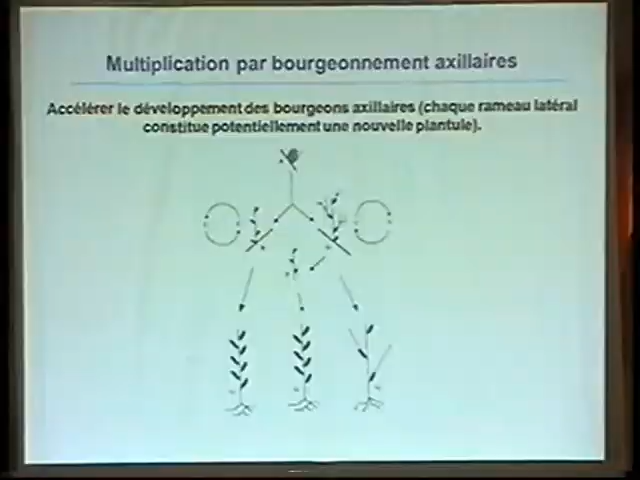 Multiplication par bourgeonnement axillaires
Accélérer le développement des bourgeons axillaires (chaque rameau latéral
constitue potentiellement une nouvelle plantule).